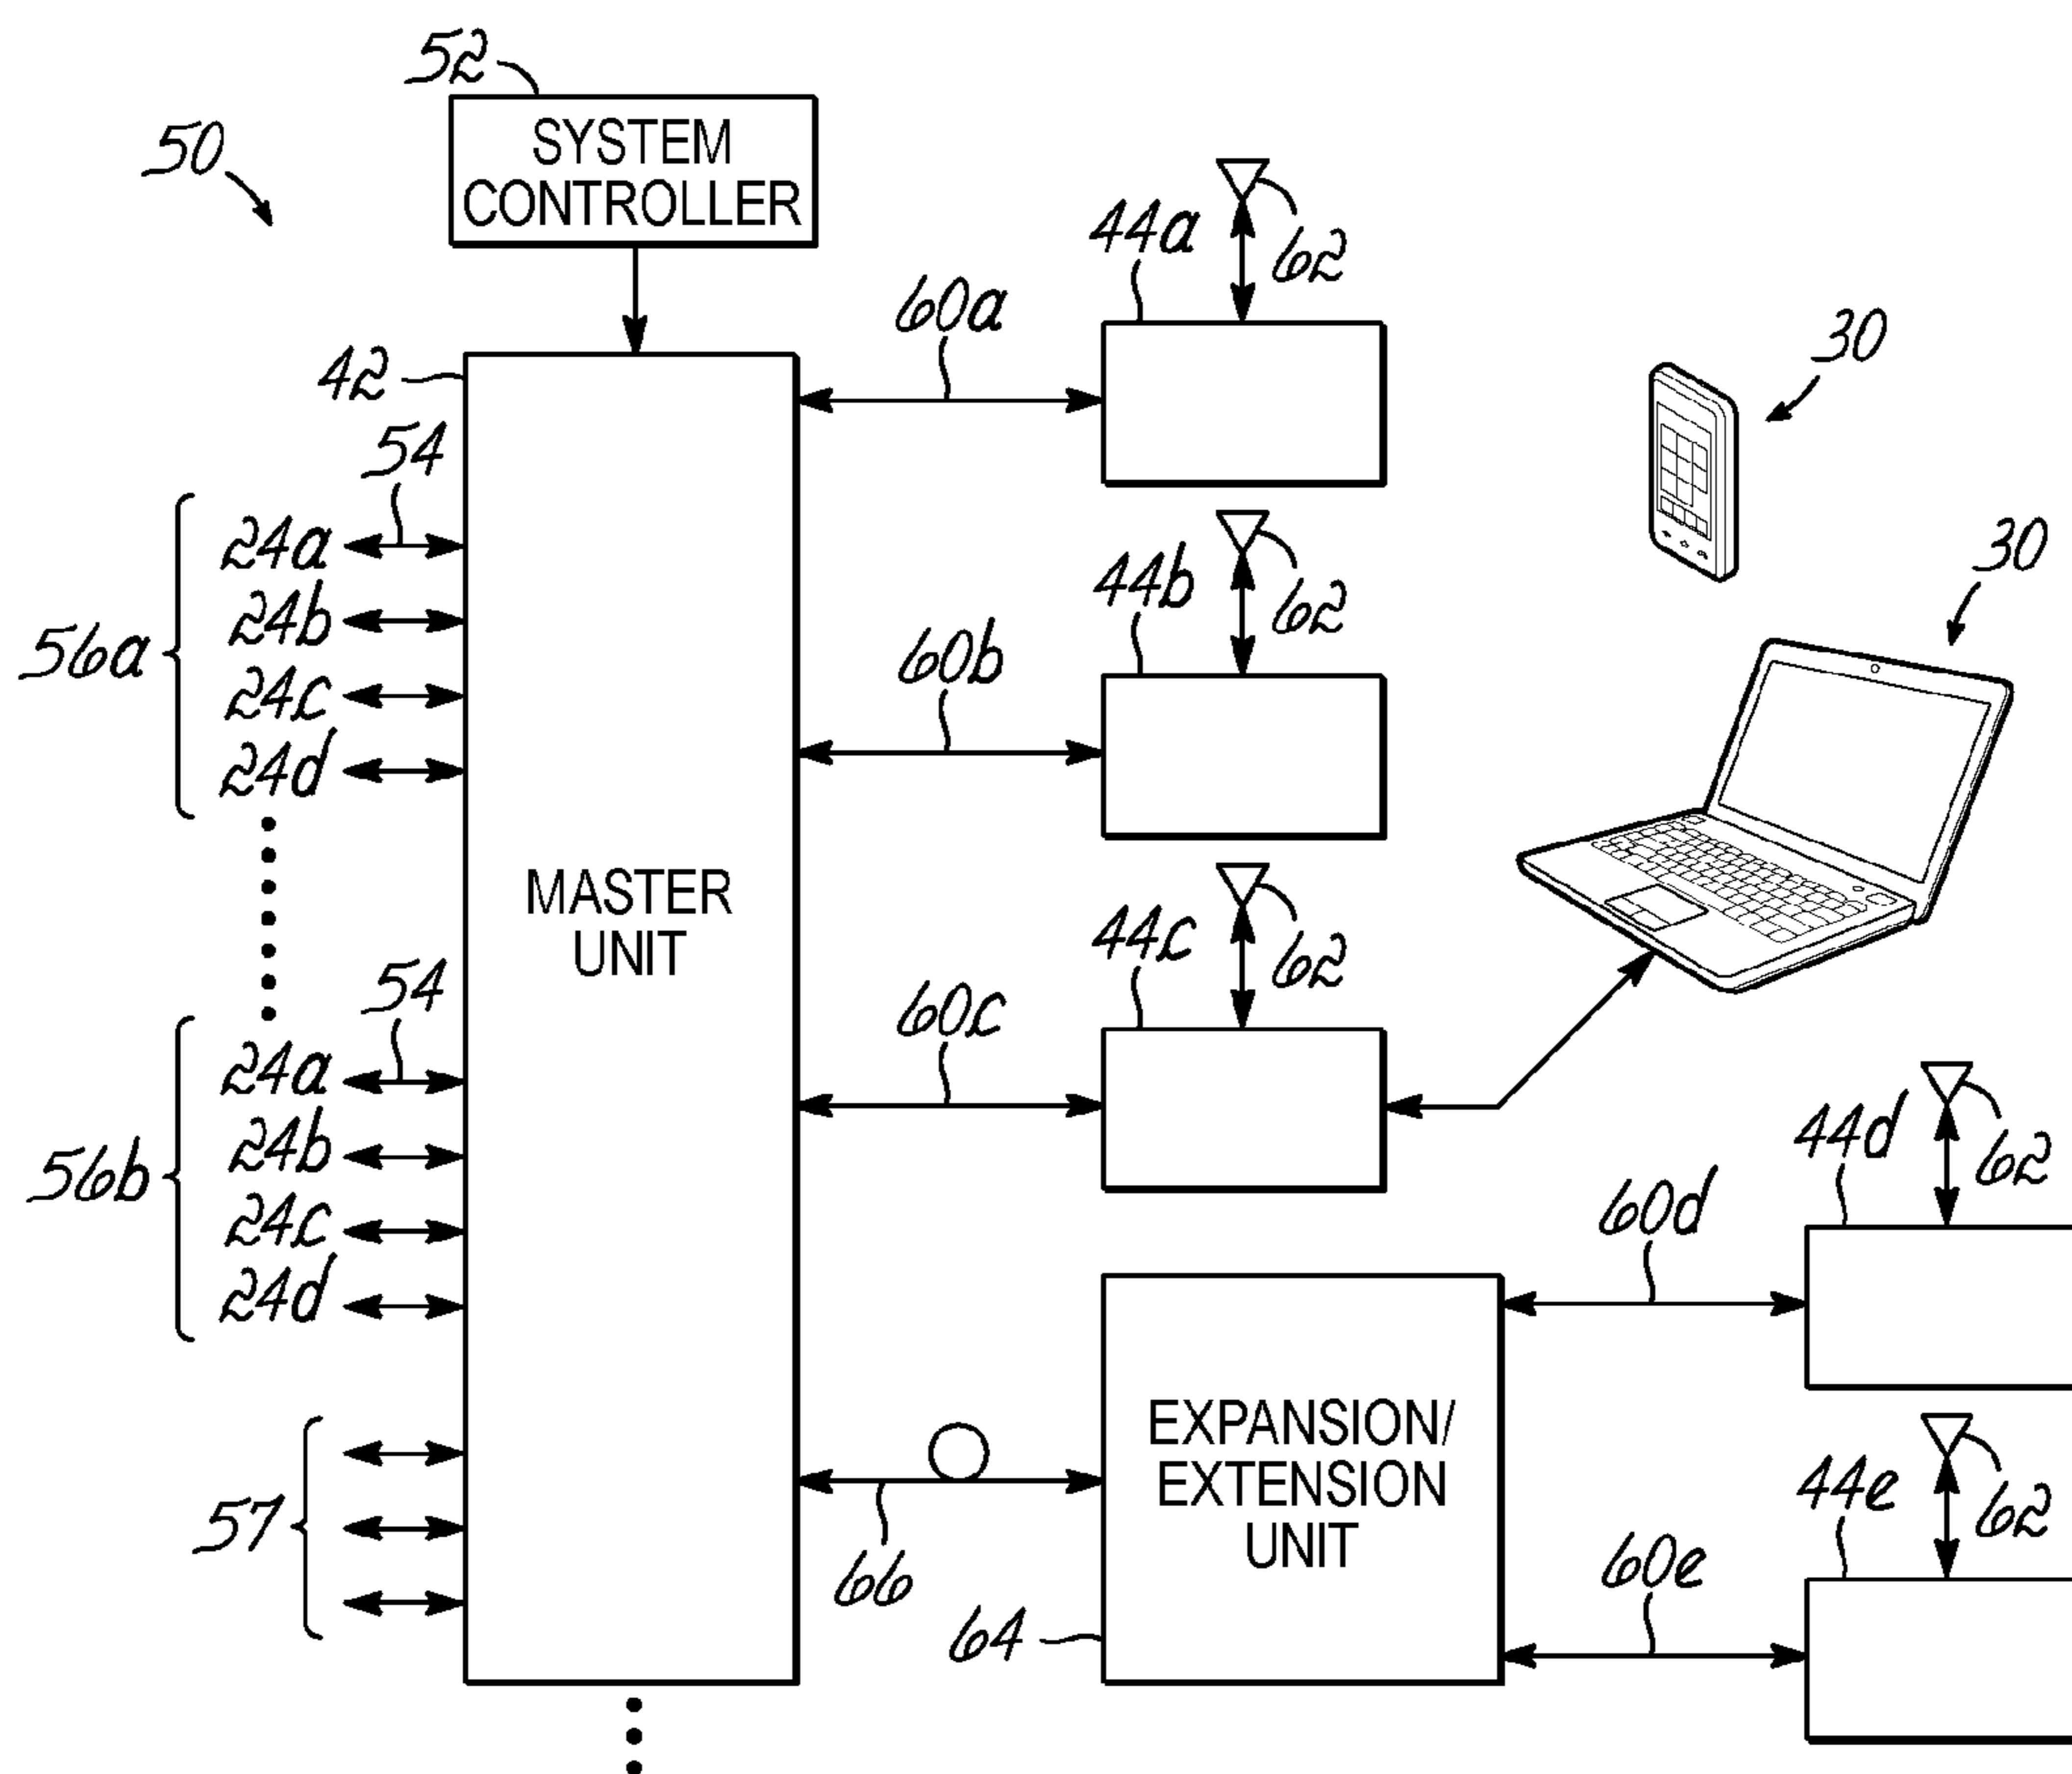 52
SYSTEM
CONTROLLER
50
44a
62
60a
30
42
54
24a
24b
24c
24d
56a
44b
62
60b
30
MASTER
UNIT
44c
62
60c
54
24a
24b
24c
24d
56b
44d
62
60d
EXPANSION/
EXTENSION
UNIT
44e
62
60e
57
66
64